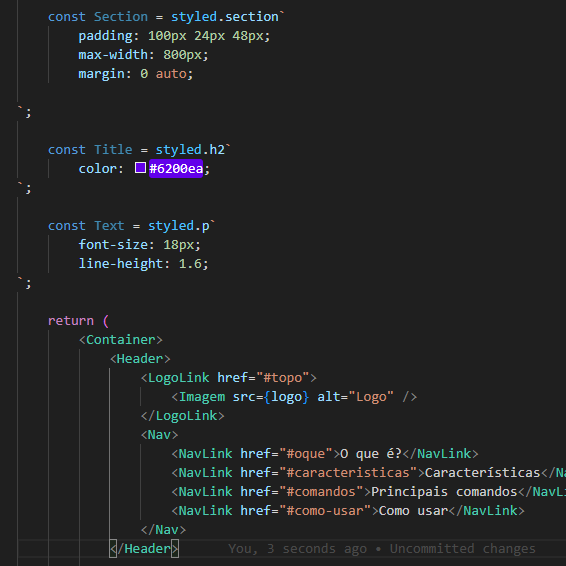 const Section = styled.section`
padding: 100px 24px 48px;
max-width: 800px;
margin: 0 auto;
`;
const Title = styled.h2`
color: #6200ea;
`;
const Text = styled.p`
font-size: 18px;
line-height: 1.6;
`;
return (
<Container>
<Header>
<LogoLink href="#topo">
<Imagem src={logo} alt="Logo" />
</LogoLink>
<Nav>
<NavLink href="#oque">O que é?</NavLink>
<NavLink href="#caracteristicas">Características</Na
<NavLink href="#comandos">Principais comandos</NavLi
<NavLink href="#como-usar">Como usar</NavLink>
</Nav>
</Header> You, 3 seconds ago • Uncommitted changes